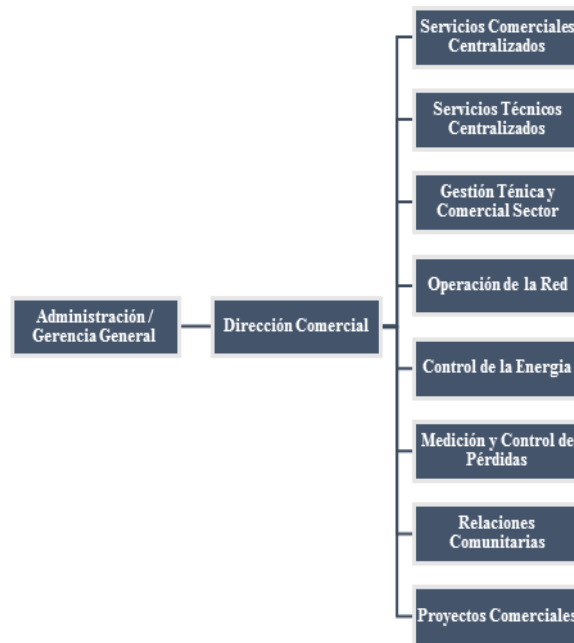 Servicios Comerciales
Centralizados
Servicios Técnicos
Centralizados
Gestión Ténica y
Comercial Sector
Operación de la Red
Administración /
Gerencia General
Dirección Comercial
Control de la Energia
Medición y Control de
Pérdidas
Relaciones
Comunitarias
Proyectos Comerciales